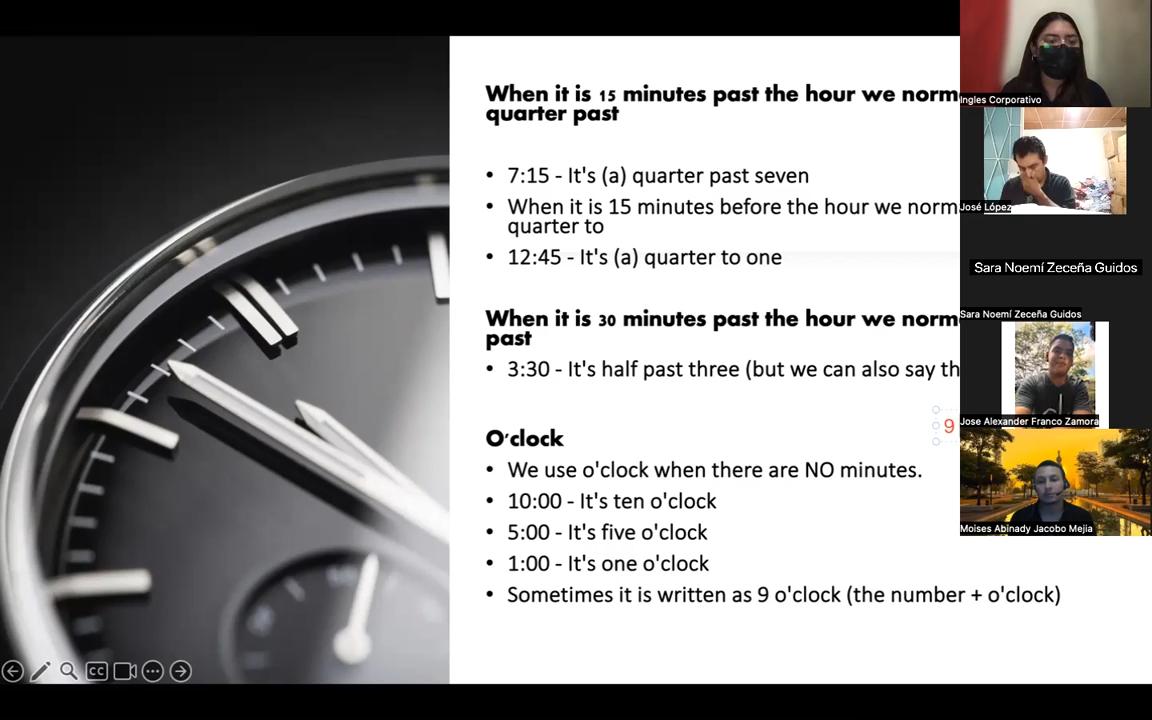 When it is 15 minutes past the hour we norm
quarter past
• 7:15 - It's (a) quarter past seven
• When it is 15 minutes before the hour we norm
quarter to
• 12:45 - It's (a) quarter to one
When it is 30 minutes past the hour we norm
past
• 3:30 - It's half past three (but we can also say th
9
O'clock
• We use o'clock when there are NO minutes.
• 10:00 - It's ten o'clock
• 5:00 - It's five o'clock
• 1:00 - It's one o'clock
• Sometimes it is written as 9 o'clock (the number + o'clock)
Ingles Corporativo
José López
Sara Noemí Zeceña Guidos
Sara Noemí Zeceña Guidos
Jose Alexander Franco Zamora
Moises Abinady Jacobo Mejia
CC